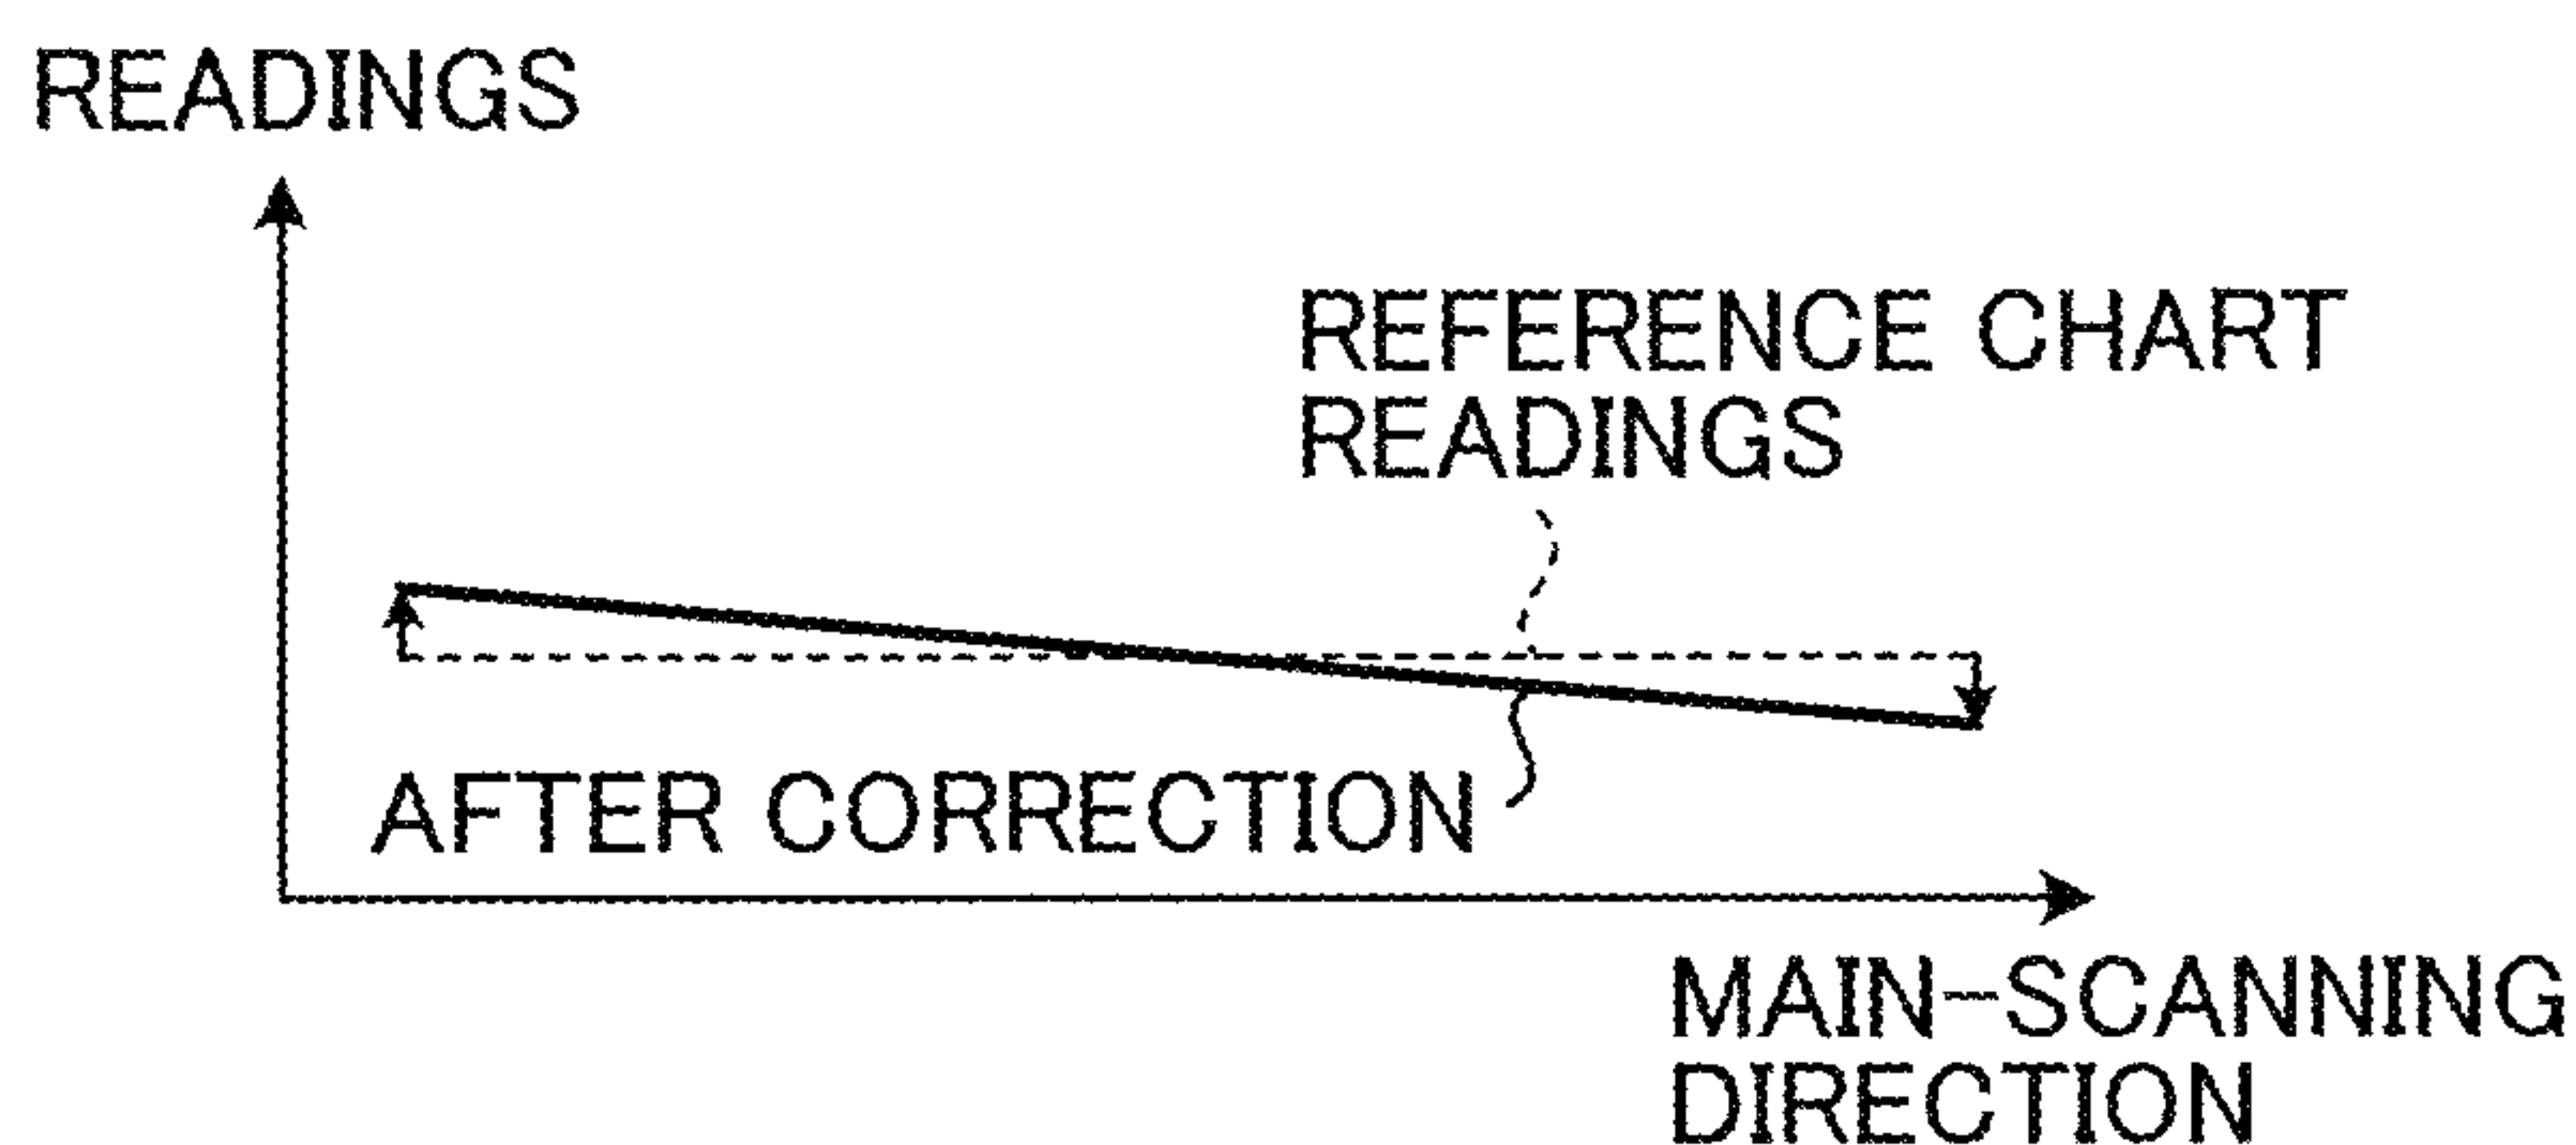 READINGS
REFERENCE CHART
READINGS
AFTER CORRECTION
MAIN-SCANNING
DIRECTION